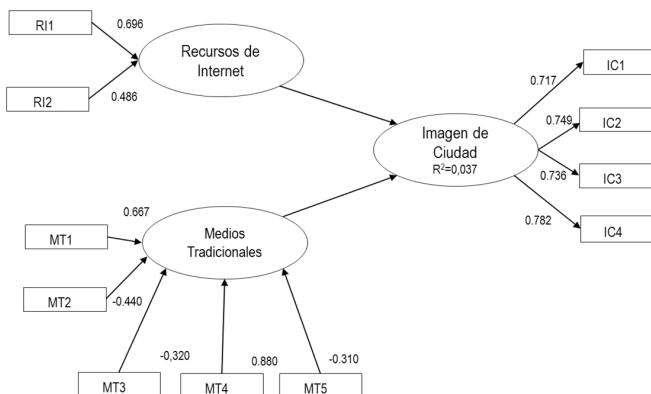 RI1
0.696
Recursos de
Internet
RI2
0.486
IC1
0.717
IC2
0.749
Imagen de
Ciudad
R²=0,037
IC3
0.736
IC4
0.782
0.667
MT1
Medios
Tradicionales
MT2
-0.440
-0,320
0.880
-0.310
MT3
MT4
MT5